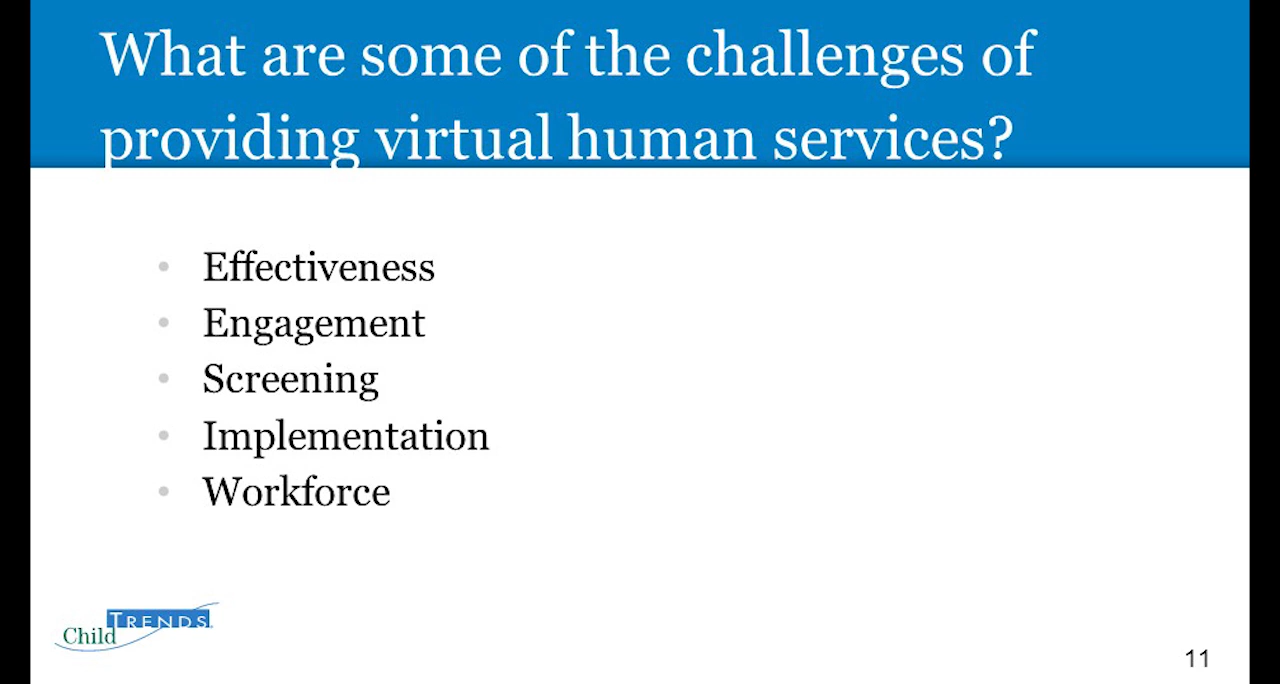 What are some of the challenges of
providing virtual human services?
• Effectiveness
• Engagement
• Screening
• Implementation
• Workforce
Child TRENDS
11